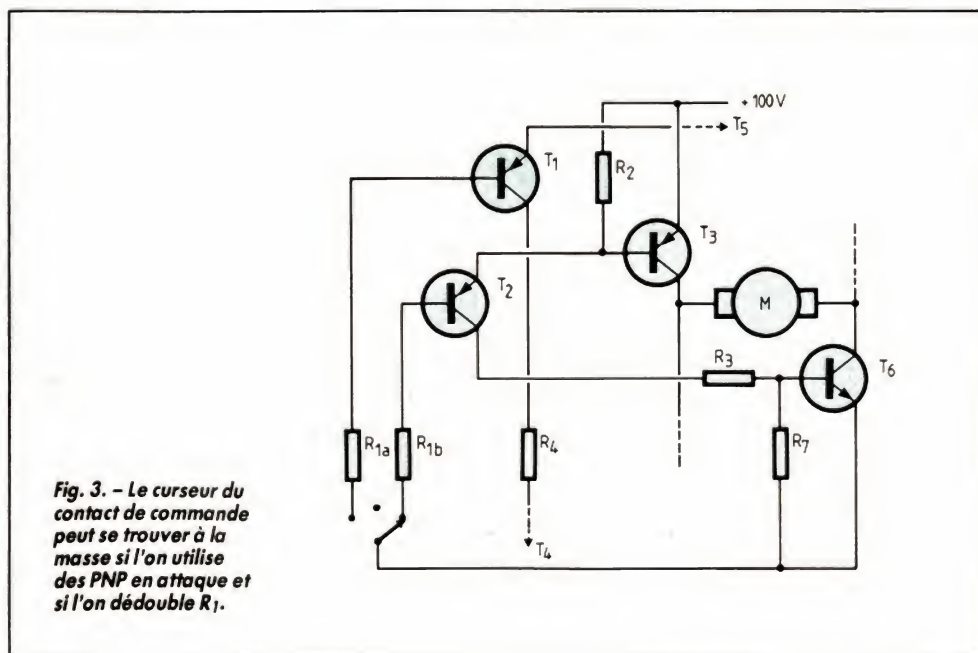 + 100 V
T5
T1
R2
T3
T2
M
R3
T6
R1a
R1b
R4
R7
T4
Fig. 3. – Le curseur du
contact de commande
peut se trouver à la
masse si l'on utilise
des PNP en attaque et
si l'on dédouble R1.